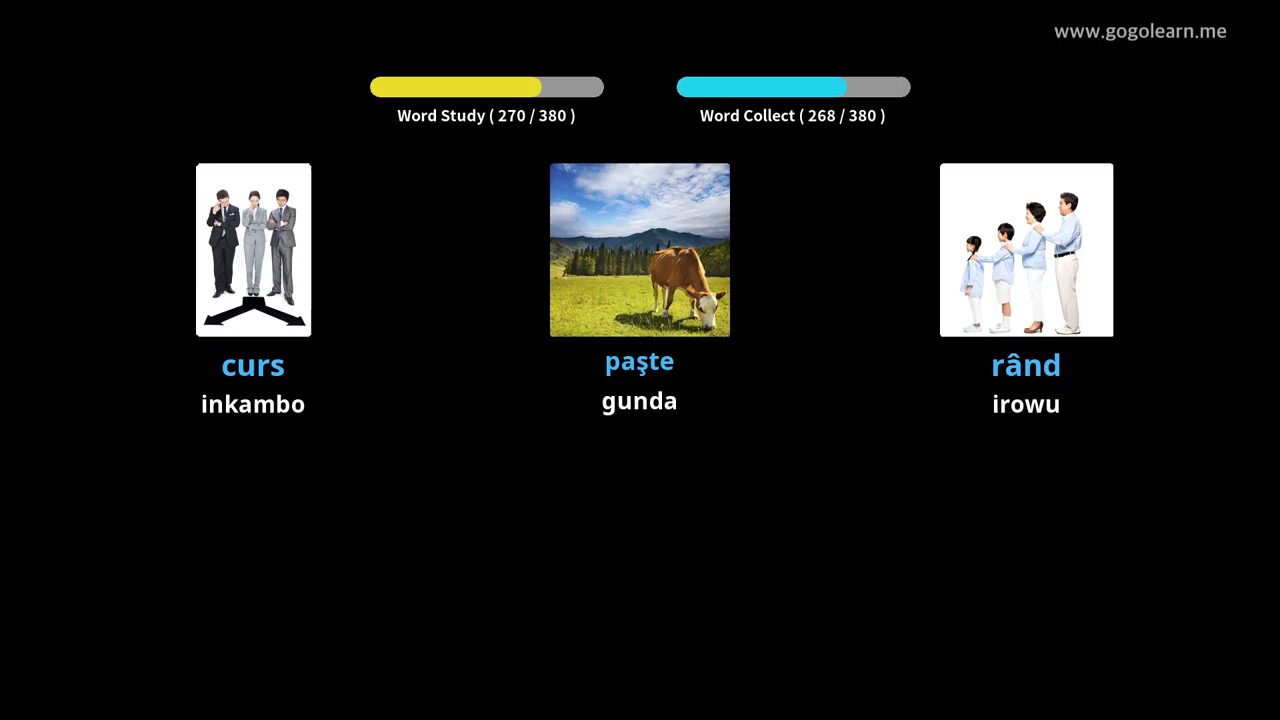 www.gogolearn.me
Word Study ( 270 / 380 )
Word Collect ( 268 / 380 )
curs
inkambo
paşte
gunda
rând
irowu